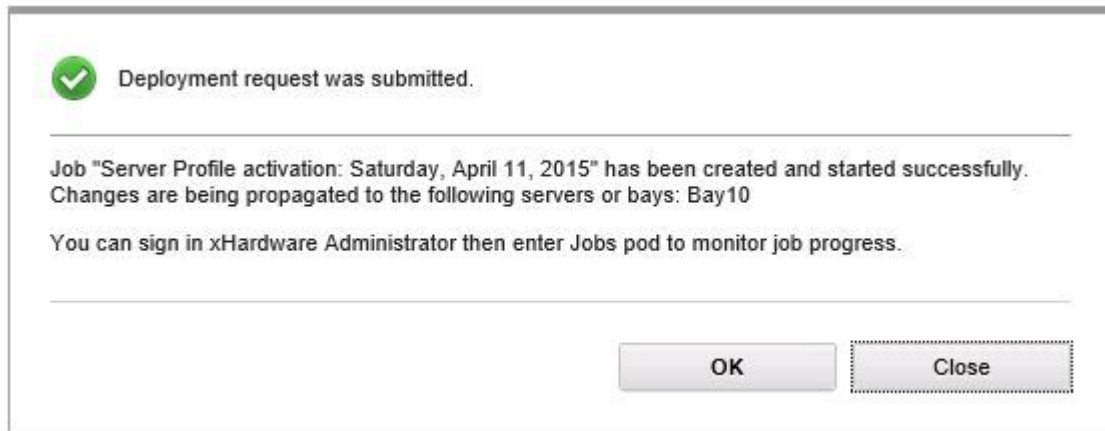 Deployment request was submitted.
Job "Server Profile activation: Saturday, April 11, 2015" has been created and started successfully.
Changes are being propagated to the following servers or bays: Bay10
You can sign in xHardware Administrator then enter Jobs pod to monitor job progress.
OK
Close